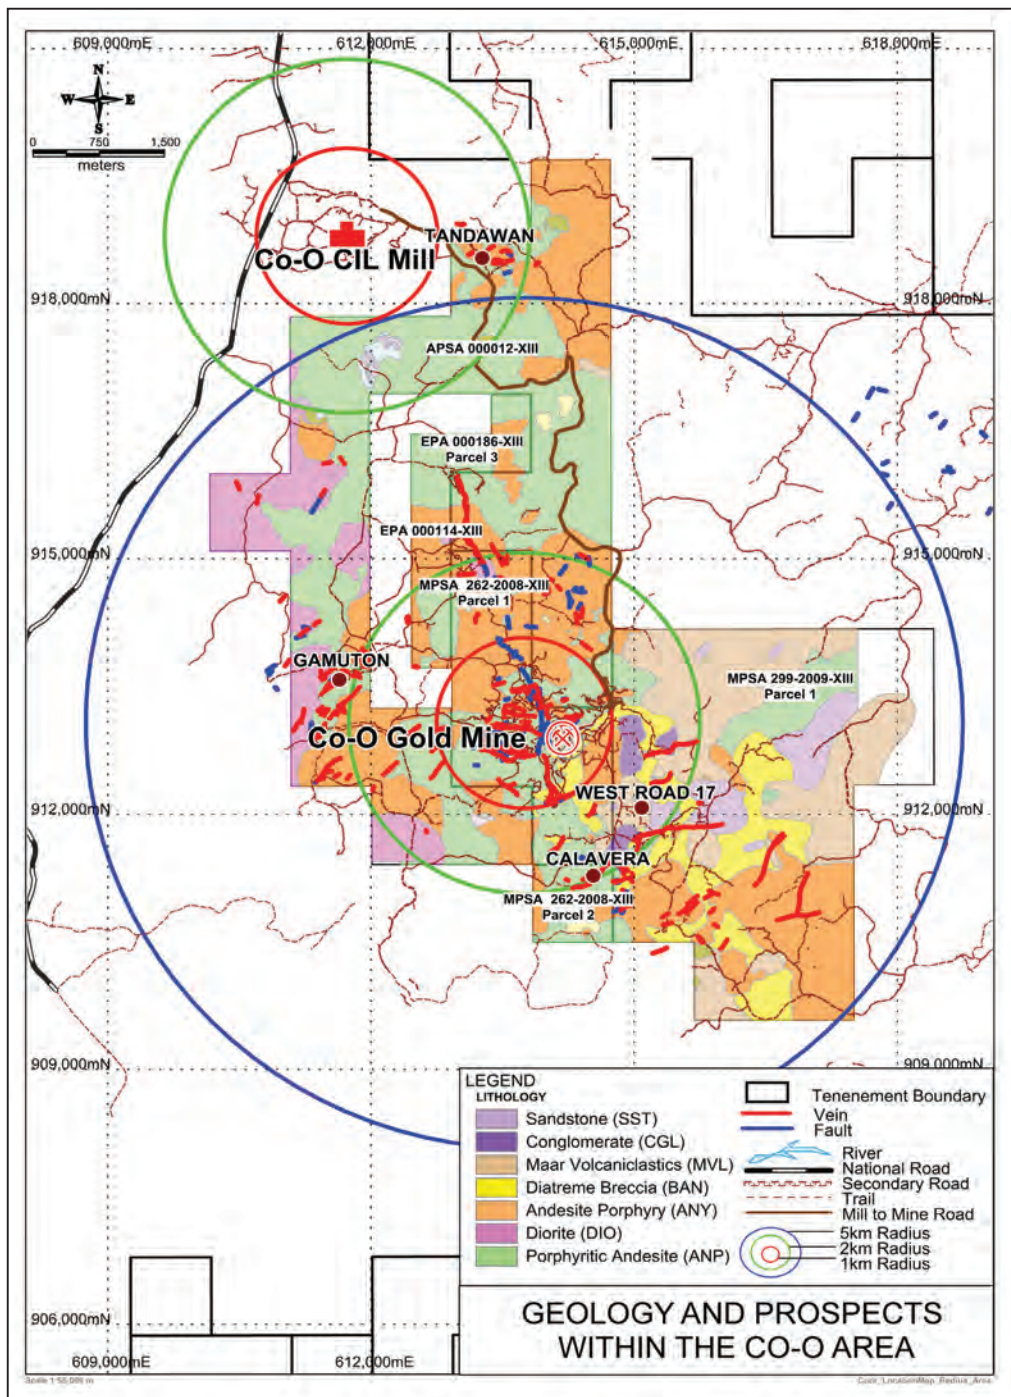 609,000mE 612,000mE 615,000mE 618,000mE
N
W E
S
0 750 1,500
meters
TANDAWAN
Co-O CIL Mill
918,000mN 918,000mN
APSA 000012-XIII
EPA 000186-XIII
Parcel 3
EPA 000114-XIII
915,000mN 915,000mN
MPSA 262-2008-XIII
Parcel 1
GAMUTON
MPSA 299-2009-XIII
Parcel 1
Co-O Gold Mine
WEST ROAD 17
912,000mN 912,000mN
CALAVERA
MPSA 262-2008-XIII
Parcel 2
909,000mN 909,000mN
LEGEND
LITHOLOGY
Sandstone (SST)
Conglomerate (CGL)
Maar Volcaniclastics (MVL)
Diatreme Breccia (BAN)
Andesite Porphyry (ANY)
Diorite (DIO)
Porphyritic Andesite (ANP)
Tenenement Boundary
Vein
Fault
River
National Road
Secondary Road
Trail
Mill to Mine Road
5km Radius
2km Radius
1km Radius
906,000mN
GEOLOGY AND PROSPECTS
WITHIN THE CO-O AREA
609,000mE 612,000mE